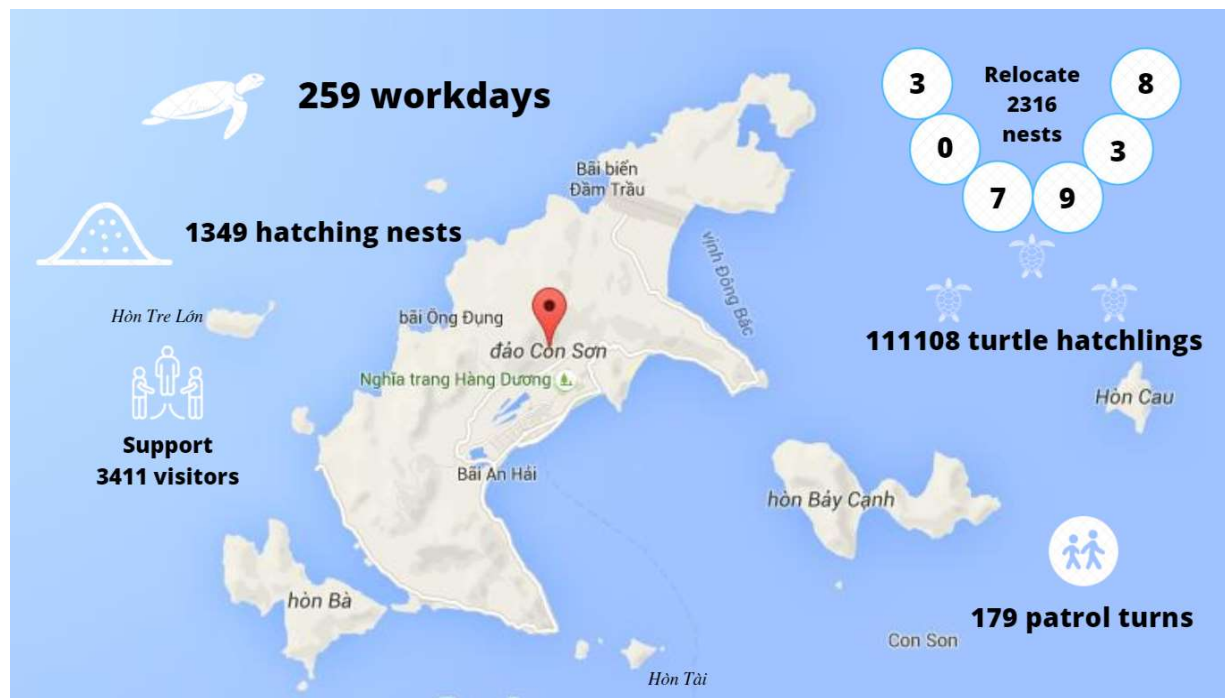 259 workdays
3
0
7
9
3
8
Relocate
2316
nests
Bãi biển
Đầm Trầu
1349 hatching nests
vịnh Đông Bắc
Hòn Tre Lớn
bãi Ông Đụng
đảo Côn Sơn
111108 turtle hatchlings
Nghĩa trang Hàng Dương
Hòn Cau
Support
3411 visitors
Bãi An Hải
hòn Bảy Cạnh
hòn Bà
179 patrol turns
Con Son
Hòn Tài